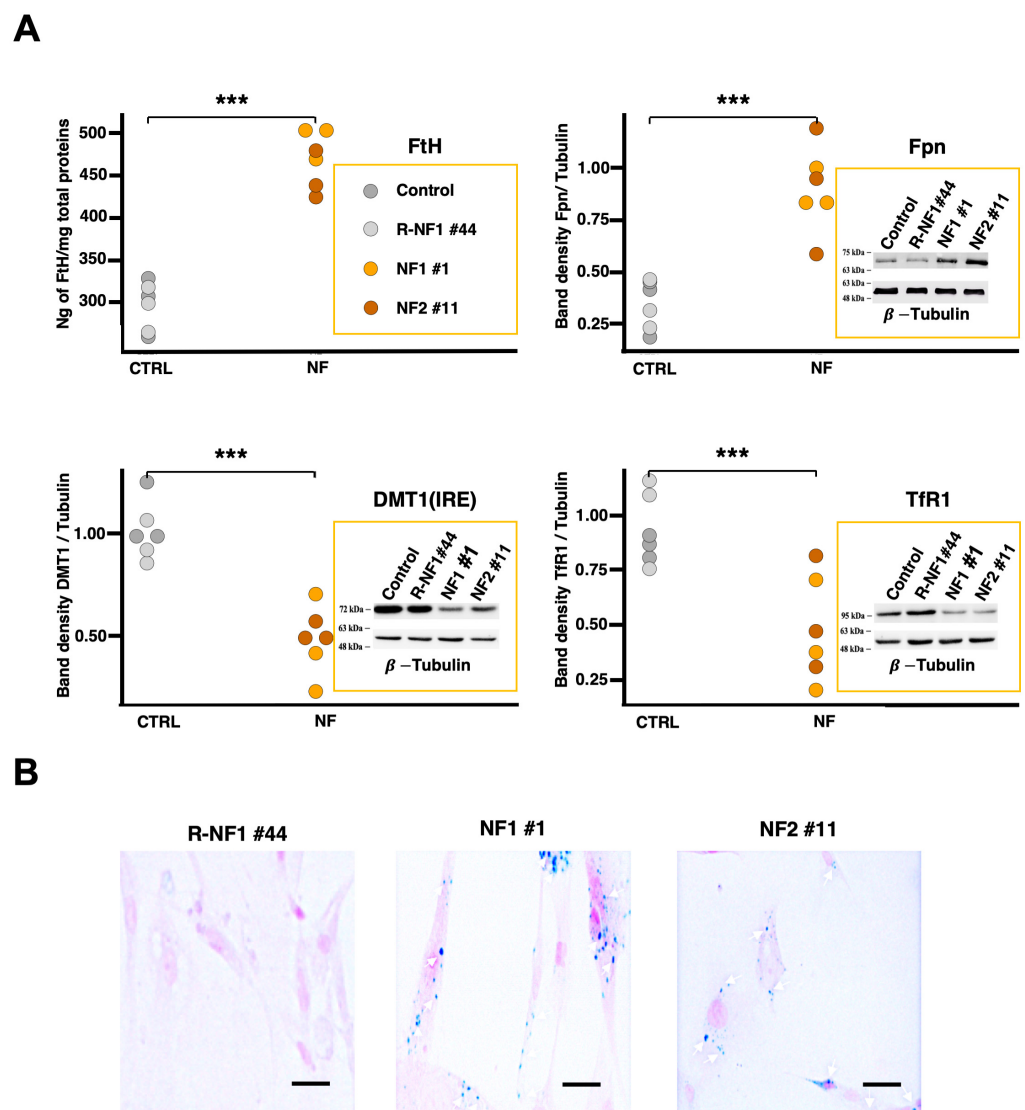 A
***
FtH
Ng of FtH/mg total proteins
500
450
400
350
300
Control
R-NF1 #44
NF1 #1
NF2 #11
CTRL
NF
***
Fpn
Band density Fpn/ Tubulin
1.00
0.75
0.50
0.25
Control
R-NF1#44
NF1 #1
NF2 #11
75 kDa
63 kDa
63 kDa
48 kDa
β –Tubulin
CTRL
NF
***
DMT1(IRE)
Band density DMT1 / Tubulin
1.00
0.50
Control
R-NF1#44
NF1 #1
NF2 #11
72 kDa
63 kDa
48 kDa
β –Tubulin
CTRL
NF
***
TfR1
Band density TfR1 / Tubulin
1.00
0.75
0.50
0.25
Control
R-NF1#44
NF1 #1
NF2 #11
95 kDa
63 kDa
48 kDa
β –Tubulin
CTRL
NF
B
R-NF1 #44
NF1 #1
NF2 #11